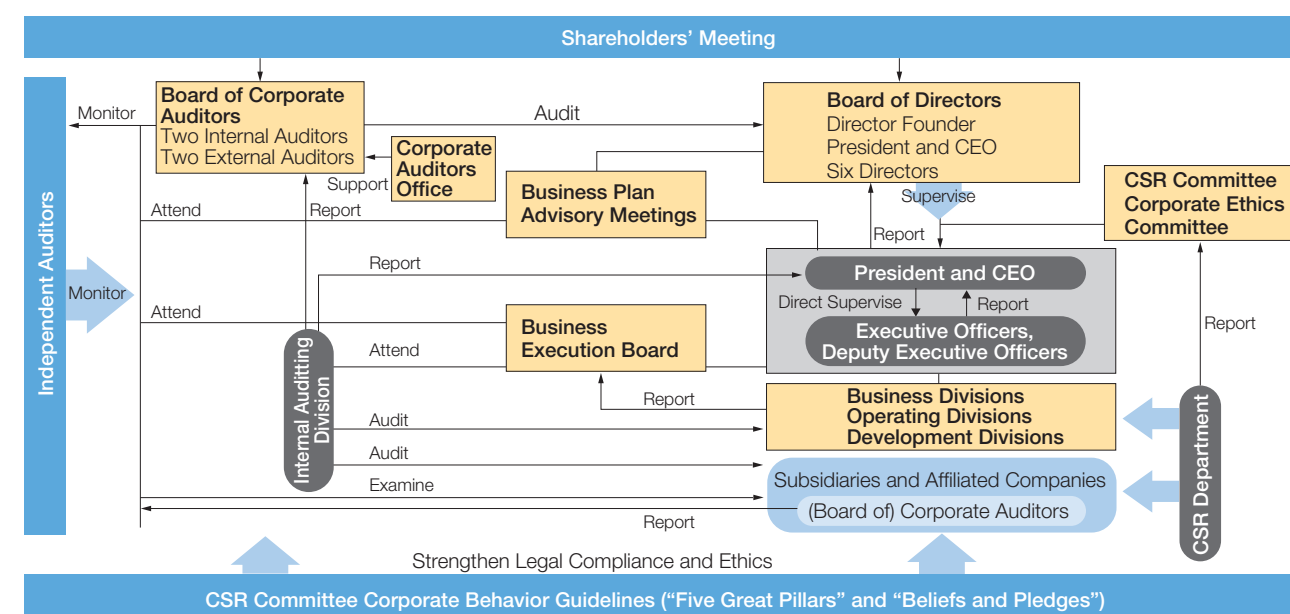 Shareholders’ Meeting
Independent Auditors
Monitor
Board of Corporate
Auditors
Two Internal Auditors
Two External Auditors
Audit
Board of Directors
Director Founder
President and CEO
Six Directors
Corporate
Auditors
Office
Support
Supervise
CSR Committee
Corporate Ethics
Committee
Business Plan
Advisory Meetings
Attend
Report
Report
Report
President and CEO
Monitor
Direct Supervise
Report
Attend
Business
Execution Board
Executive Officers,
Deputy Executive Officers
Report
Internal Auditting
Division
Attend
Report
Business Divisions
Operating Divisions
Development Divisions
Audit
CSR Department
Audit
Subsidiaries and Affiliated Companies
Examine
(Board of) Corporate Auditors
Report
Strengthen Legal Compliance and Ethics
CSR Committee Corporate Behavior Guidelines (“Five Great Pillars” and “Beliefs and Pledges”)